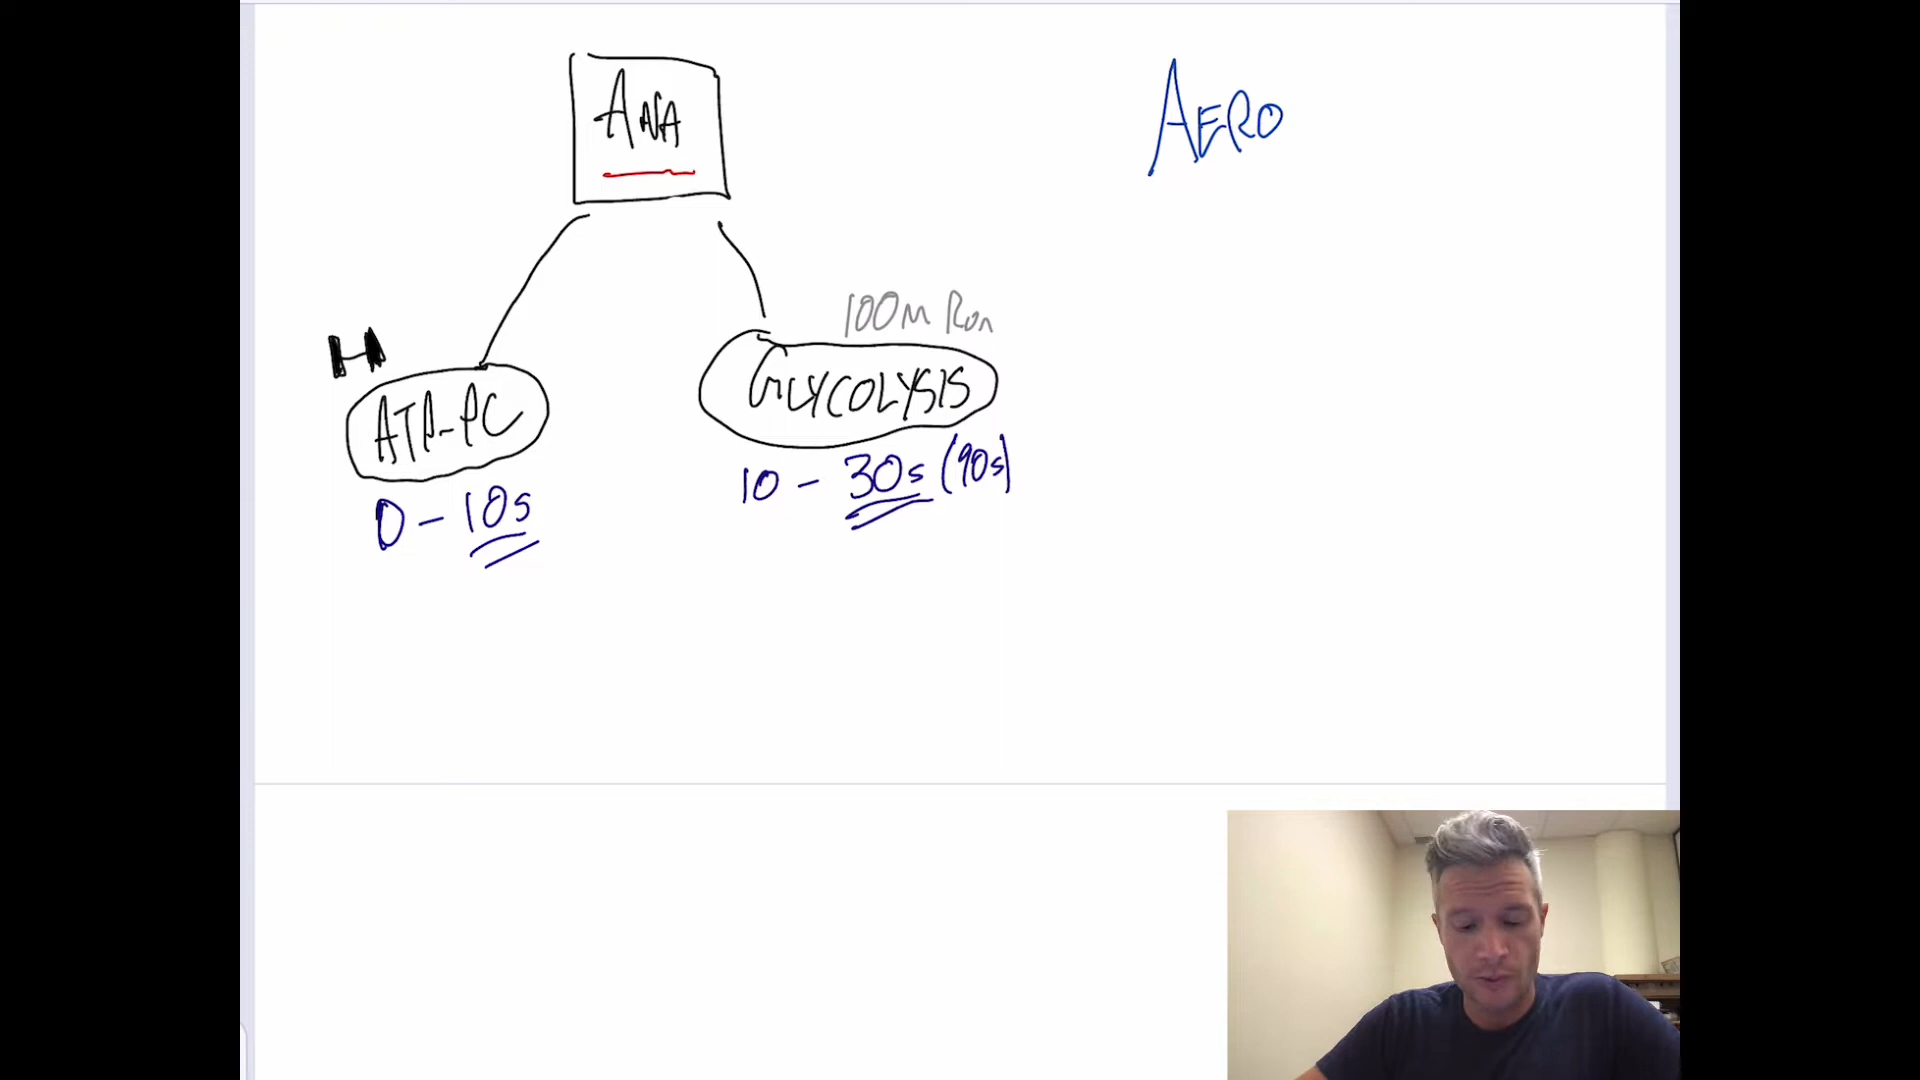 ANA
AERO
100M RUN
ATP-PC
GLYCOLYSIS
0-10s
10-30s (90s)